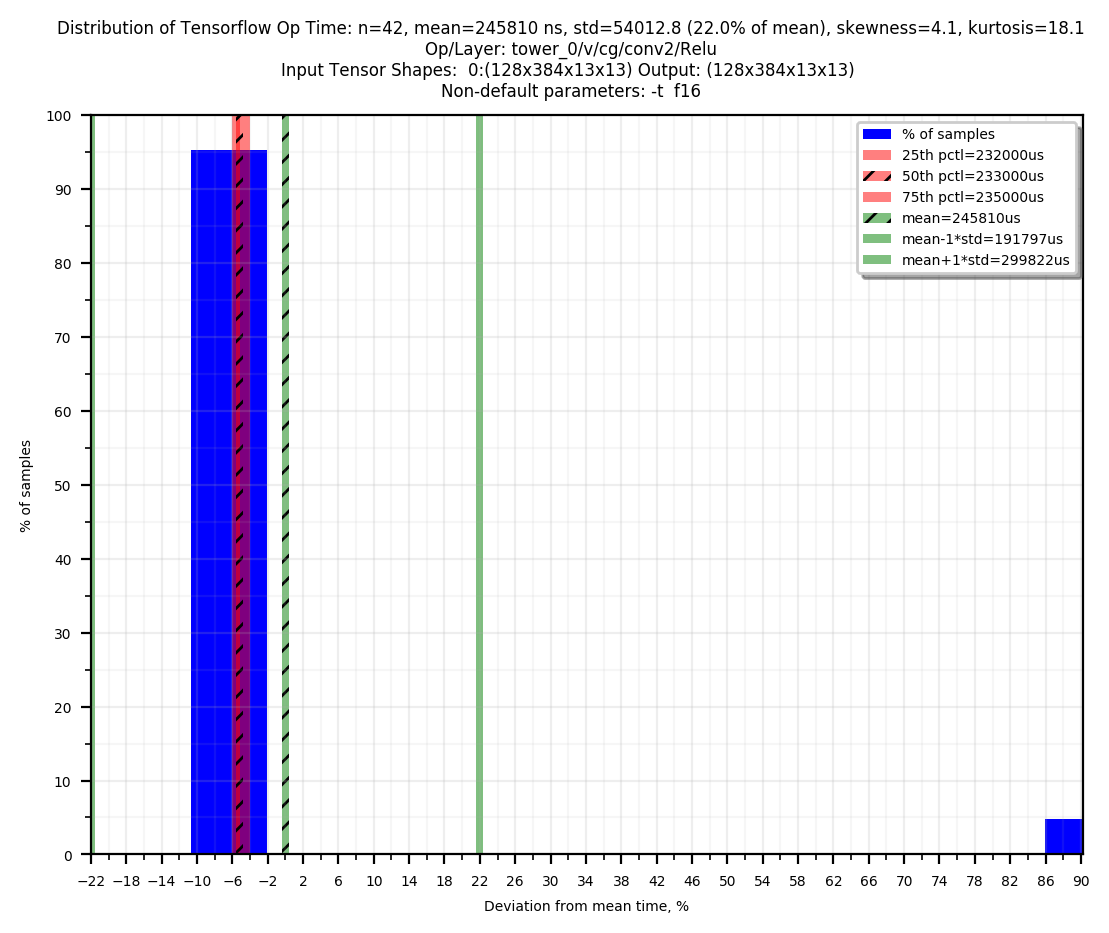 Distribution of Tensorflow Op Time: n=42, mean=245810 ns, std=54012.8 (22.0% of mean), skewness=4.1, kurtosis=18.1
Op/Layer: tower_0/v/cg/conv2/Relu
Input Tensor Shapes:  0:(128x384x13x13) Output: (128x384x13x13)
Non-default parameters: -t  f16
% of samples
25th pctl=232000us
50th pctl=233000us
75th pctl=235000us
mean=245810us
mean-1*std=191797us
mean+1*std=299822us
100
90
80
70
60
50
40
30
20
10
0
% of samples
−22 −18 −14 −10 −6 −2 2 6 10 14 18 22 26 30 34 38 42 46 50 54 58 62 66 70 74 78 82 86 90
Deviation from mean time, %